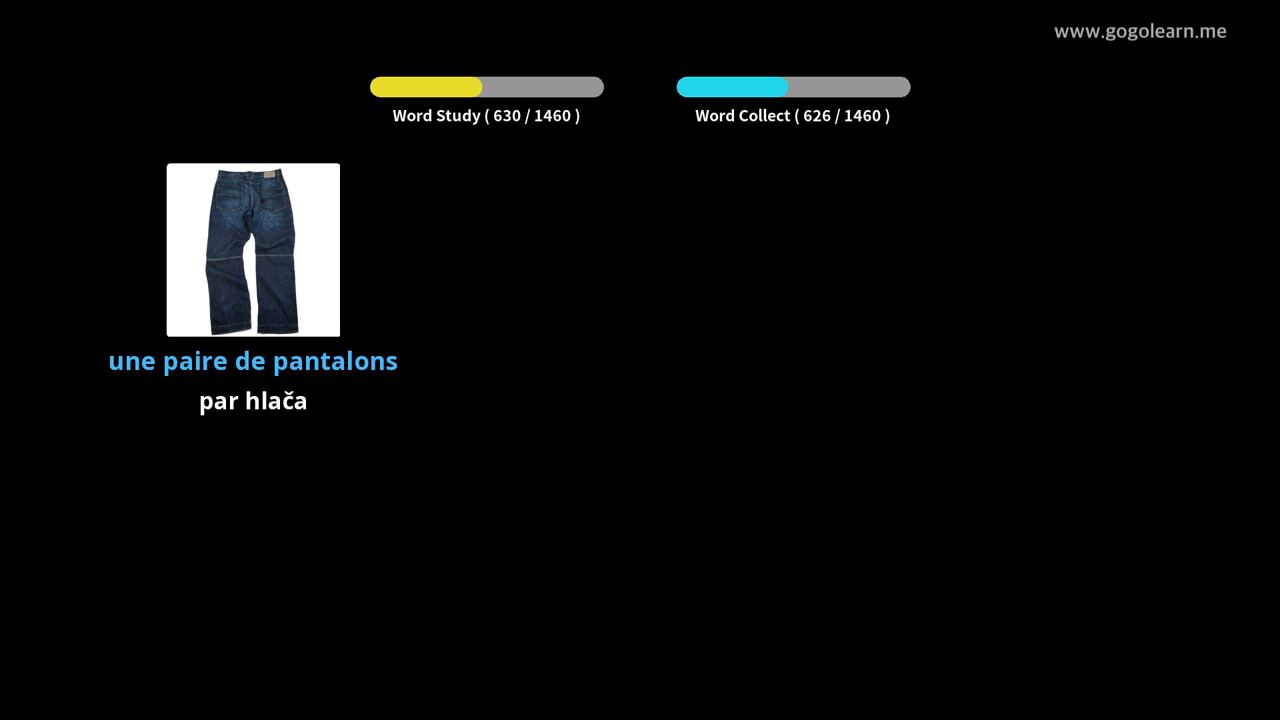 www.gogolearn.me
Word Study ( 630 / 1460 )
Word Collect ( 626 / 1460 )
une paire de pantalons
par hlača